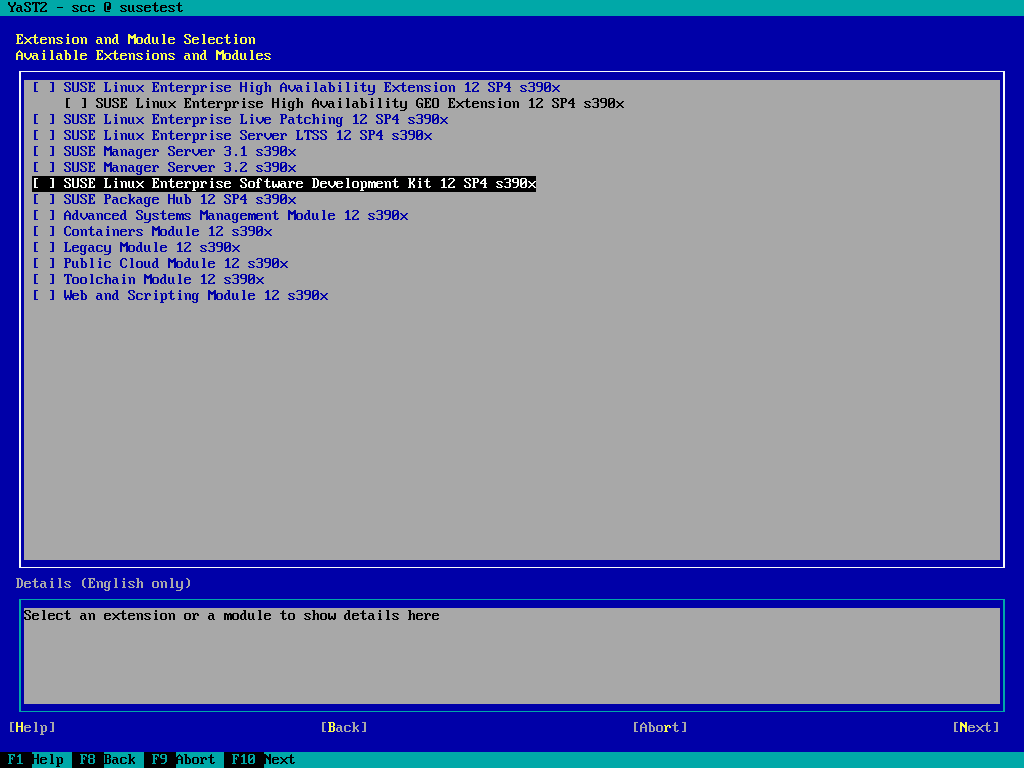 YaST2 - scc @ susetest
Extension and Module Selection
Available Extensions and Modules
[ ] SUSE Linux Enterprise High Availability Extension 12 SP4 s390x
[ ] SUSE Linux Enterprise High Availability GEO Extension 12 SP4 s390x
[ ] SUSE Linux Enterprise Live Patching 12 SP4 s390x
[ ] SUSE Linux Enterprise Server LTSS 12 SP4 s390x
[ ] SUSE Manager Server 3.1 s390x
[ ] SUSE Manager Server 3.2 s390x
[ ] SUSE Linux Enterprise Software Development Kit 12 SP4 s390x
[ ] SUSE Package Hub 12 SP4 s390x
[ ] Advanced Systems Management Module 12 s390x
[ ] Containers Module 12 s390x
[ ] Legacy Module 12 s390x
[ ] Public Cloud Module 12 s390x
[ ] Toolchain Module 12 s390x
[ ] Web and Scripting Module 12 s390x
Details (English only)
Select an extension or a module to show details here
[Help] [Back] [Abort] [Next]
F1 Help F8 Back F9 Abort F10 Next